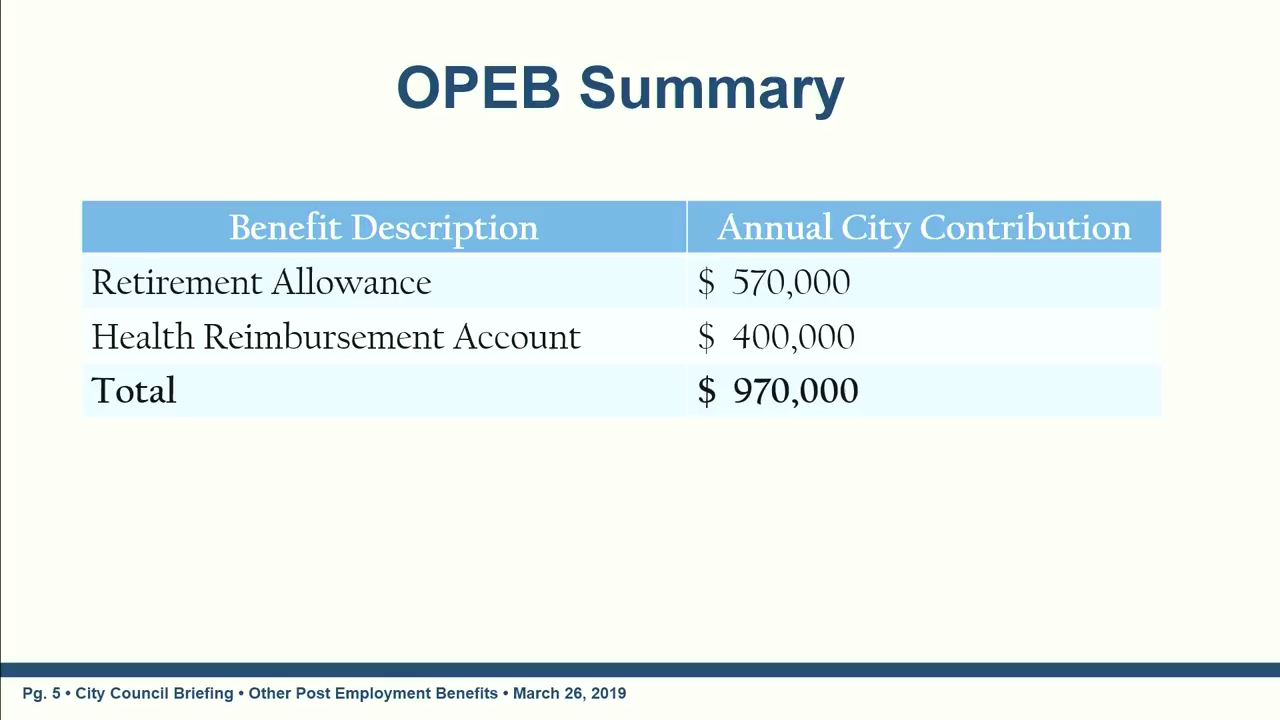 OPEB Summary
Benefit Description Annual City Contribution
Retirement Allowance $ 570,000
Health Reimbursement Account $ 400,000
Total $ 970,000
Pg. 5 • City Council Briefing • Other Post Employment Benefits • March 26, 2019